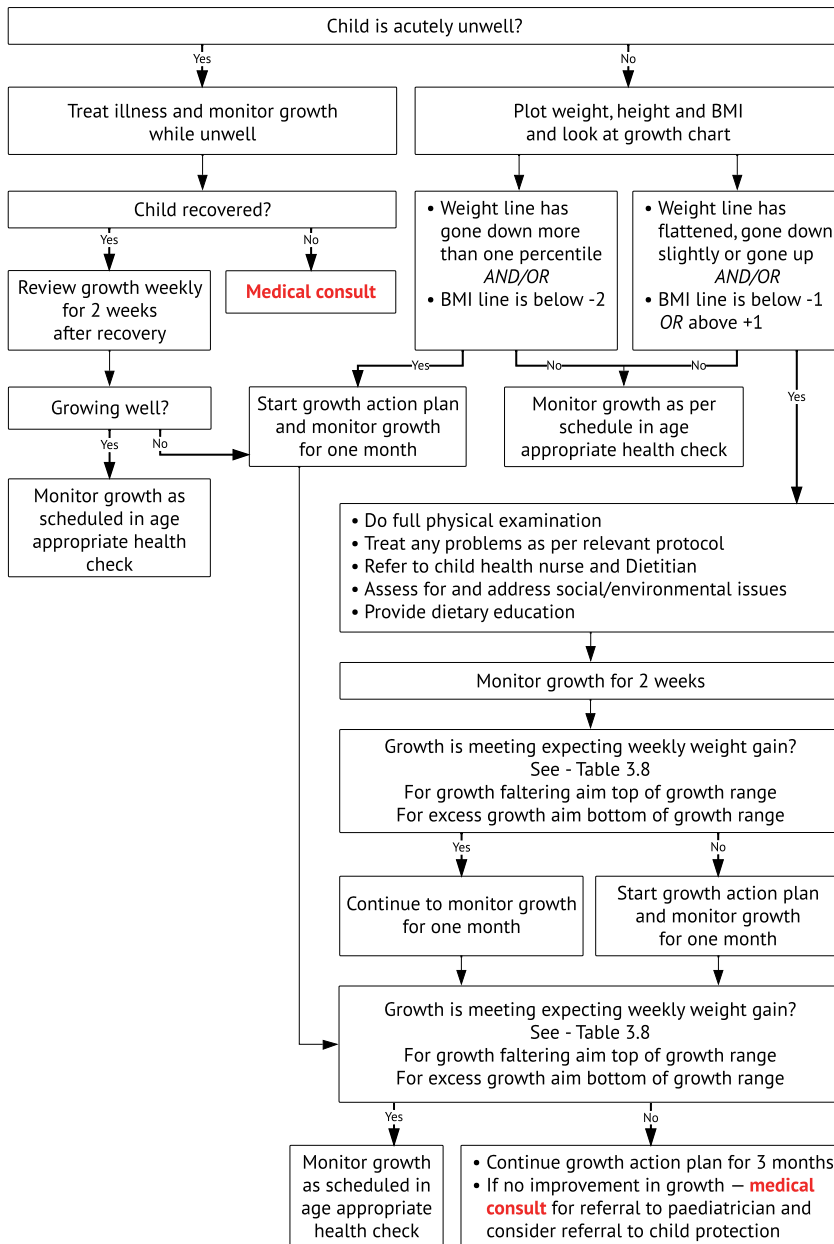 Child is acutely unwell?
Yes
No
Treat illness and monitor growth
while unwell
Plot weight, height and BMI
and look at growth chart
Child recovered?
Yes
No
Review growth weekly
for 2 weeks
after recovery
Medical consult
• Weight line has
gone down more
than one percentile
AND/OR
• BMI line is below -2
• Weight line has
flattened, gone down
slightly or gone up
AND/OR
• BMI line is below -1
OR above +1
Yes
No
No
Yes
Growing well?
Yes
No
Start growth action plan
and monitor growth
for one month
Monitor growth as per
schedule in age
appropriate health check
Monitor growth as
scheduled in age
appropriate health
check
• Do full physical examination
• Treat any problems as per relevant protocol
• Refer to child health nurse and Dietitian
• Assess for and address social/environmental issues
• Provide dietary education
Monitor growth for 2 weeks
Growth is meeting expecting weekly weight gain?
See - Table 3.8
For growth faltering aim top of growth range
For excess growth aim bottom of growth range
Yes
No
Continue to monitor growth
for one month
Start growth action plan
and monitor growth
for one month
Growth is meeting expecting weekly weight gain?
See - Table 3.8
For growth faltering aim top of growth range
For excess growth aim bottom of growth range
Yes
No
Monitor growth
as scheduled in
age appropriate
health check
• Continue growth action plan for 3 months
• If no improvement in growth — medical
consult for referral to paediatrician and
consider referral to child protection